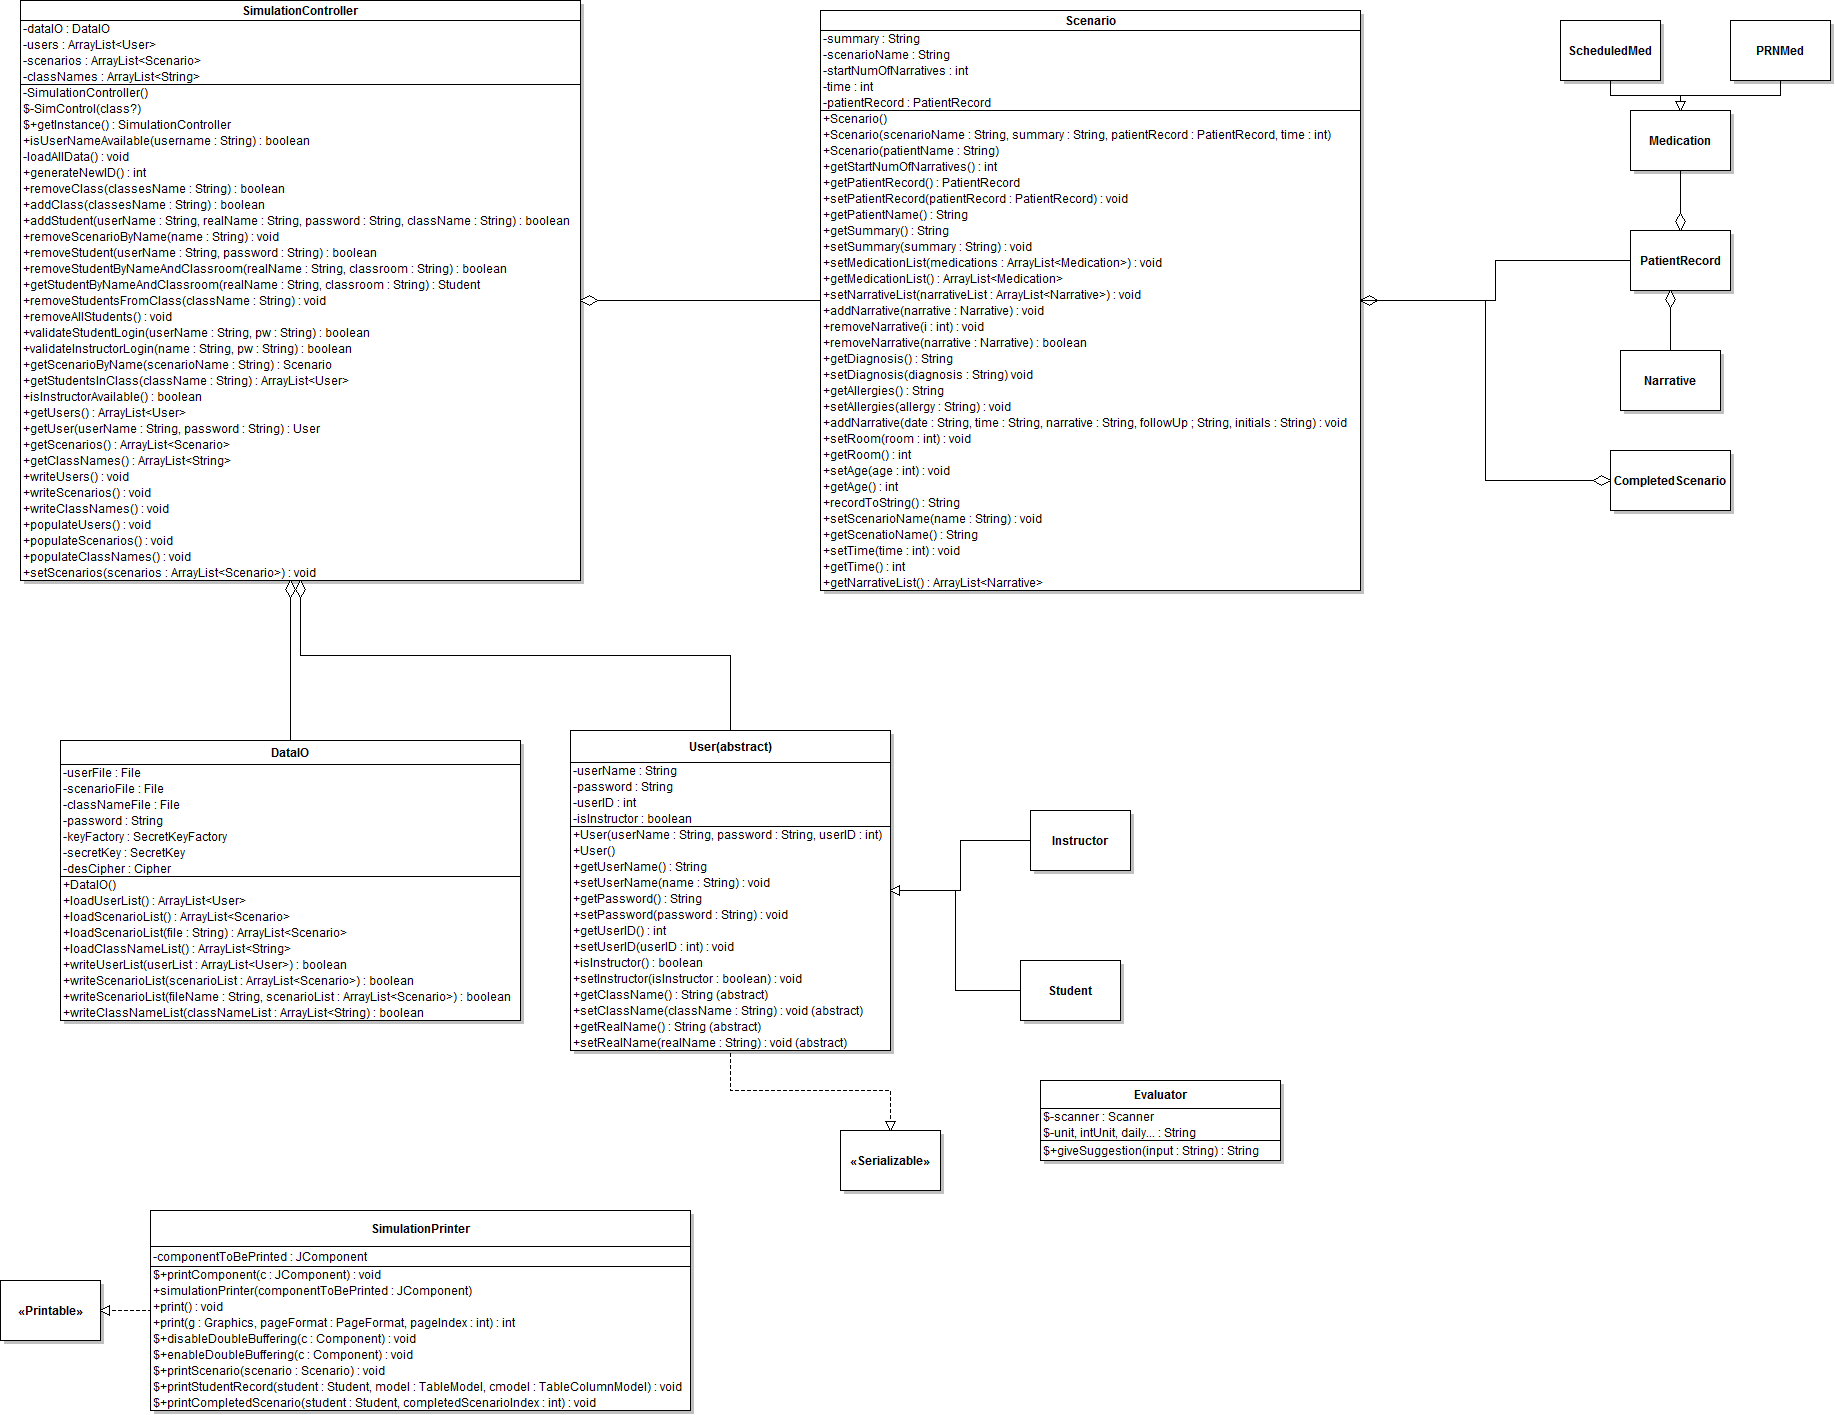 SimulationController
-dataIO : DataIO
-users : ArrayList<User>
-scenarios : ArrayList<Scenario>
-classNames : ArrayList<String>
-SimulationController()
$-SimControl(class?)
$+getInstance() : SimulationController
+isUserNameAvailable(username : String) : boolean
-loadAllData() : void
+generateNewID() : int
+removeClass(classesName : String) : boolean
+addClass(classesName : String) : boolean
+addStudent(userName : String, realName : String, password : String, className : String) : boolean
+removeScenarioByName(name : String) : void
+removeStudent(userName : String, password : String) : boolean
+removeStudentByNameAndClassroom(realName : String, classroom : String) : boolean
+getStudentByNameAndClassroom(realName : String, classroom : String) : Student
+removeStudentsFromClass(className : String) : void
+removeAllStudents() : void
+validateStudentLogin(userName : String, pw : String) : boolean
+validateInstructorLogin(name : String, pw : String) : boolean
+getScenarioByName(scenarioName : String) : Scenario
+getStudentsInClass(className : String) : ArrayList<User>
+isInstructorAvailable() : boolean
+getUsers() : ArrayList<User>
+getUser(userName : String, password : String) : User
+getScenarios() : ArrayList<Scenario>
+getClassNames() : ArrayList<String>
+writeUsers() : void
+writeScenarios() : void
+writeClassNames() : void
+populateUsers() : void
+populateScenarios() : void
+populateClassNames() : void
+setScenarios(scenarios : ArrayList<Scenario>) : void
Scenario
-summary : String
-scenarioName : String
-startNumOfNarratives : int
-time : int
-patientRecord : PatientRecord
+Scenario()
+Scenario(scenarioName : String, summary : String, patientRecord : PatientRecord, time : int)
+Scenario(patientName : String)
+getStartNumOfNarratives() : int
+getPatientRecord() : PatientRecord
+setPatientRecord(patientRecord : PatientRecord) : void
+getPatientName() : String
+getSummary() : String
+setSummary(summary : String) : void
+setMedicationList(medications : ArrayList<Medication>) : void
+getMedicationList() : ArrayList<Medication>
+setNarrativeList(narrativeList : ArrayList<Narrative>) : void
+addNarrative(narrative : Narrative) : void
+removeNarrative(i : int) : void
+removeNarrative(narrative : Narrative) : boolean
+getDiagnosis() : String
+setDiagnosis(diagnosis : String) void
+getAllergies() : String
+setAllergies(allergy : String) : void
+addNarrative(date : String, time : String, narrative : String, followUp ; String, initials : String) : void
+setRoom(room : int) : void
+getRoom() : int
+setAge(age : int) : void
+getAge() : int
+recordToString() : String
+setScenarioName(name : String) : void
+getScenatioName() : String
+setTime(time : int) : void
+getTime() : int
+getNarrativeList() : ArrayList<Narrative>
ScheduledMed
PRNMed
Medication
PatientRecord
Narrative
CompletedScenario
DataIO
-userFile : File
-scenarioFile : File
-classNameFile : File
-password : String
-keyFactory : SecretKeyFactory
-secretKey : SecretKey
-desCipher : Cipher
+DataIO()
+loadUserList() : ArrayList<User>
+loadScenarioList() : ArrayList<Scenario>
+loadScenarioList(file : String) : ArrayList<Scenario>
+loadClassNameList() : ArrayList<String>
+writeUserList(userList : ArrayList<User>) : boolean
+writeScenarioList(scenarioList : ArrayList<Scenario>) : boolean
+writeScenarioList(fileName : String, scenarioList : ArrayList<Scenario>) : boolean
+writeClassNameList(classNameList : ArrayList<String) : boolean
User(abstract)
-userName : String
-password : String
-userID : int
-isInstructor : boolean
+User(userName : String, password : String, userID : int)
+User()
+getUserName() : String
+setUserName(name : String) : void
+getPassword() : String
+setPassword(password : String) : void
+getUserID() : int
+setUserID(userID : int) : void
+isInstructor() : boolean
+setInstructor(isInstructor : boolean) : void
+getClassName() : String (abstract)
+setClassName(className : String) : void (abstract)
+getRealName() : String (abstract)
+setRealName(realName : String) : void (abstract)
Instructor
Student
«Serializable»
Evaluator
$-scanner : Scanner
$-unit, intUnit, daily... : String
$+giveSuggestion(input : String) : String
SimulationPrinter
-componentToBePrinted : JComponent
$+printComponent(c : JComponent) : void
+simulationPrinter(componentToBePrinted : JComponent)
+print() : void
+print(g : Graphics, pageFormat : PageFormat, pageIndex : int) : int
$+disableDoubleBuffering(c : Component) : void
$+enableDoubleBuffering(c : Component) : void
$+printScenario(scenario : Scenario) : void
$+printStudentRecord(student : Student, model : TableModel, cmodel : TableColumnModel) : void
$+printCompletedScenario(student : Student, completedScenarioIndex : int) : void
«Printable»